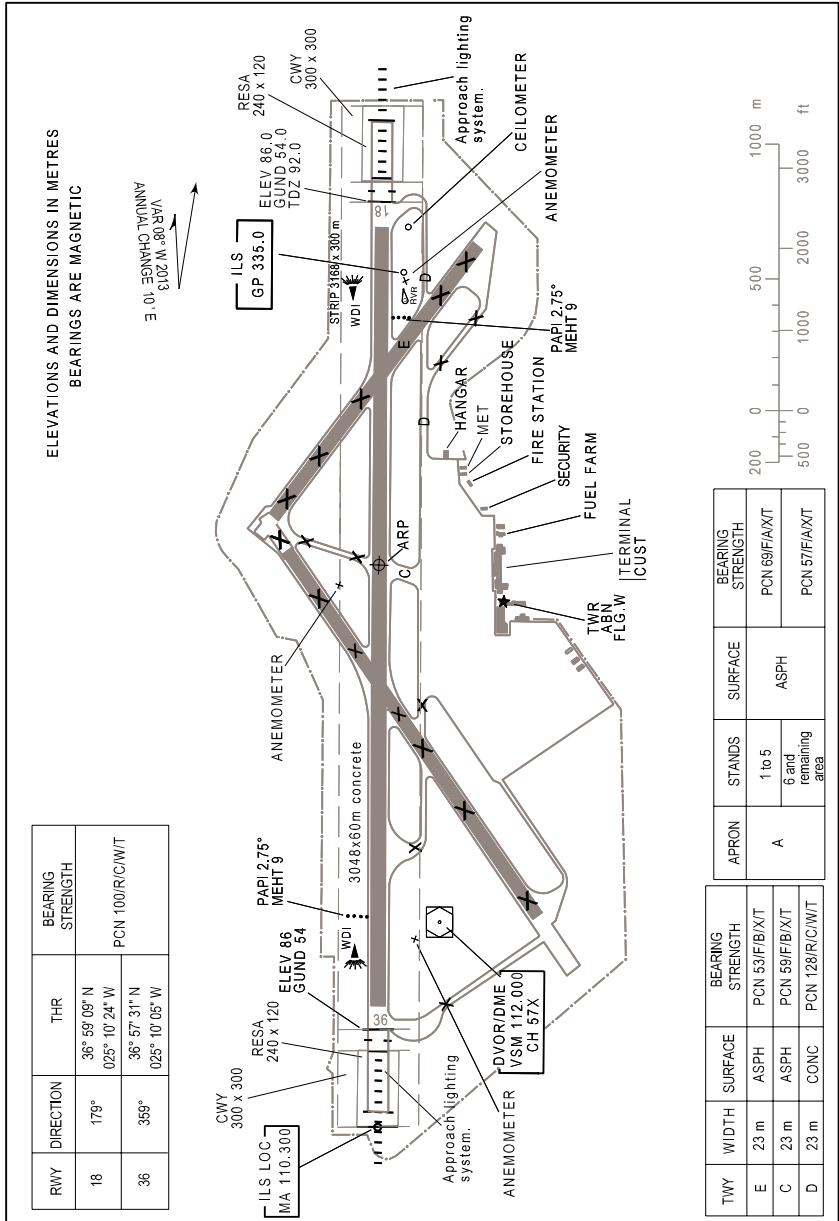 ELEVATIONS AND DIMENSIONS IN METRES
BEARINGS ARE MAGNETIC
VAR 08° W 2013
ANNUAL CHANGE 10' E
RWY DIRECTION THR BEARING STRENGTH
18 179° 36° 59' 09" N 025° 10' 24" W PCN 100/R/C/W/T
36 359° 36° 57' 31" N 025° 10' 05" W
CWY
300 x 300
RESA
240 x 120
ILS LOC
MA 110.300
Approach lighting
system.
ELEV 86
GUND 54
36
WDI
PAPI 2.75°
MEHT 9
3048x60m concrete
ANEMOMETER
DVOR/DME
VSM 112.000
CH 57X
ANEMOMETER
ARP
C
TWR
ABN
FLG.W
TERMINAL
CUST
FUEL FARM
SECURITY
FIRE STATION
STOREHOUSE
MET
HANGAR
D
E
PAPI 2.75°
MEHT 9
WDI
STRIP 3168 x 300 m
ILS
GP 335.0
RVR
D
18
ANEMOMETER
CEILOMETER
ELEV 86.0
GUND 54.0
TDZ 92.0
RESA
240 x 120
CWY
300 x 300
Approach lighting
system.
TWY WIDTH SURFACE BEARING STRENGTH
E 23 m ASPH PCN 53/F/B/X/T
C 23 m ASPH PCN 59/F/B/X/T
D 23 m CONC PCN 128/R/C/W/T
APRON STANDS SURFACE BEARING STRENGTH
A 1 to 5 ASPH PCN 69/F/A/X/T
6 and remaining area PCN 57/F/A/X/T
200 0 500 1000 m
500 0 1000 2000 3000 ft